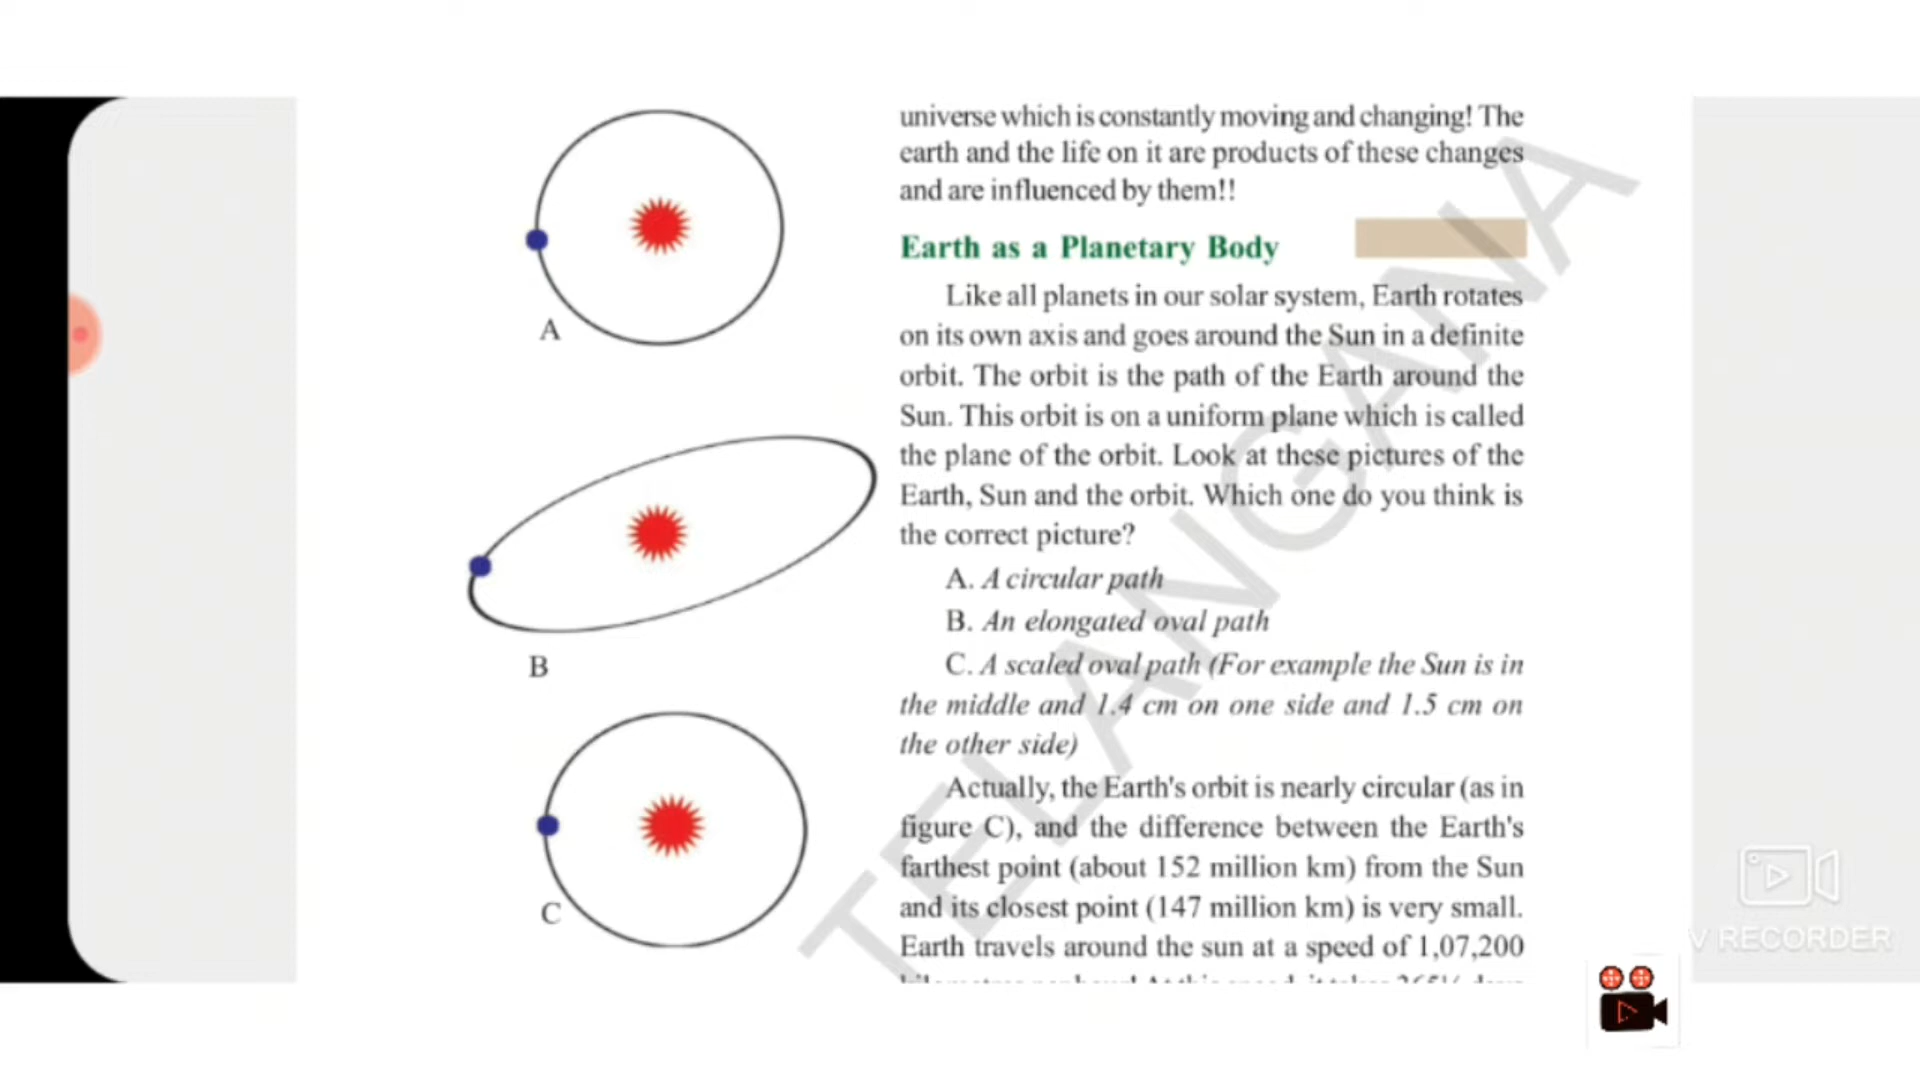 universe which is constantly moving and changing! The
earth and the life on it are products of these changes
and are influenced by them!!
Earth as a Planetary Body
Like all planets in our solar system, Earth rotates
on its own axis and goes around the Sun in a definite
orbit. The orbit is the path of the Earth around the
Sun. This orbit is on a uniform plane which is called
the plane of the orbit. Look at these pictures of the
Earth, Sun and the orbit. Which one do you think is
the correct picture?
A. A circular path
B. An elongated oval path
C. A scaled oval path (For example the Sun is in
the middle and 1.4 cm on one side and 1.5 cm on
the other side)
Actually, the Earth's orbit is nearly circular (as in
figure C), and the difference between the Earth's
farthest point (about 152 million km) from the Sun
and its closest point (147 million km) is very small.
Earth travels around the sun at a speed of 1,07,200
A
B
C
TELANGANA
V RECORDER